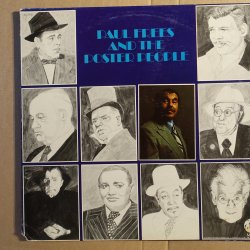 PAUL FREES
AND THE
POSTER PEOPLE